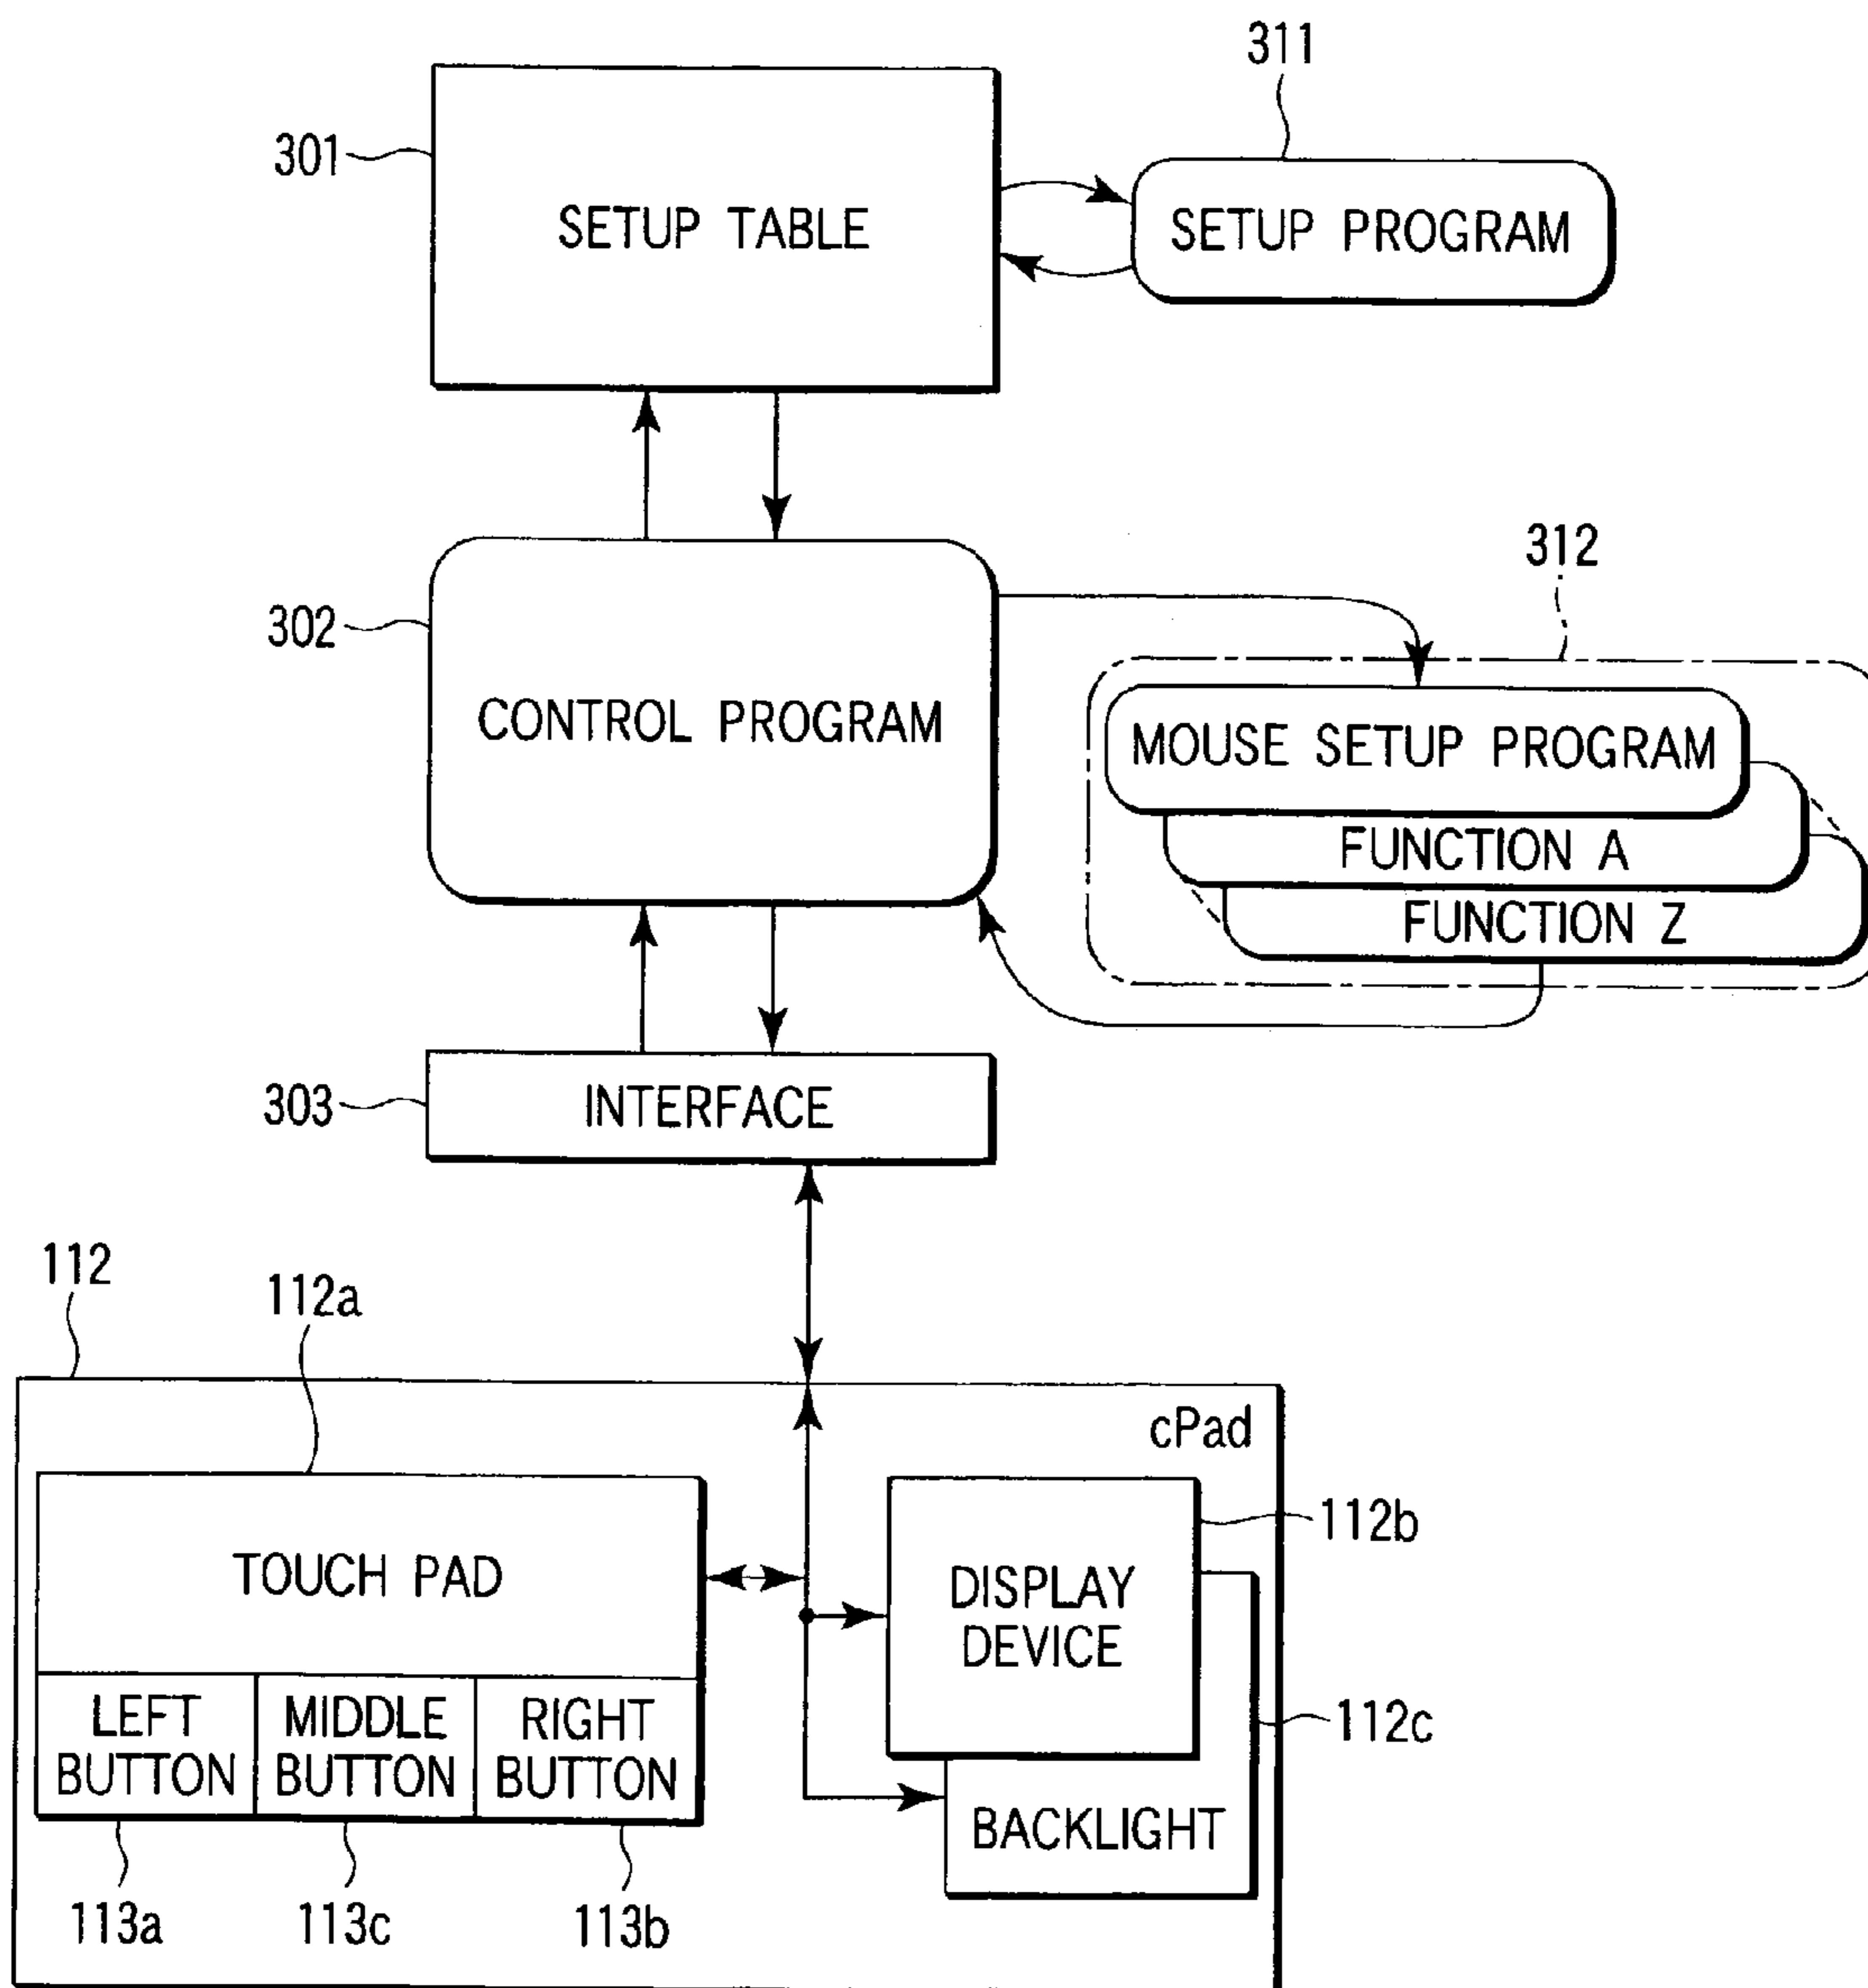 311
301
SETUP TABLE
SETUP PROGRAM
312
302
CONTROL PROGRAM
MOUSE SETUP PROGRAM
FUNCTION A
FUNCTION Z
303
INTERFACE
112
112a
cPad
112b
TOUCH PAD
DISPLAY
DEVICE
LEFT
BUTTON
MIDDLE
BUTTON
RIGHT
BUTTON
112c
BACKLIGHT
113a
113c
113b